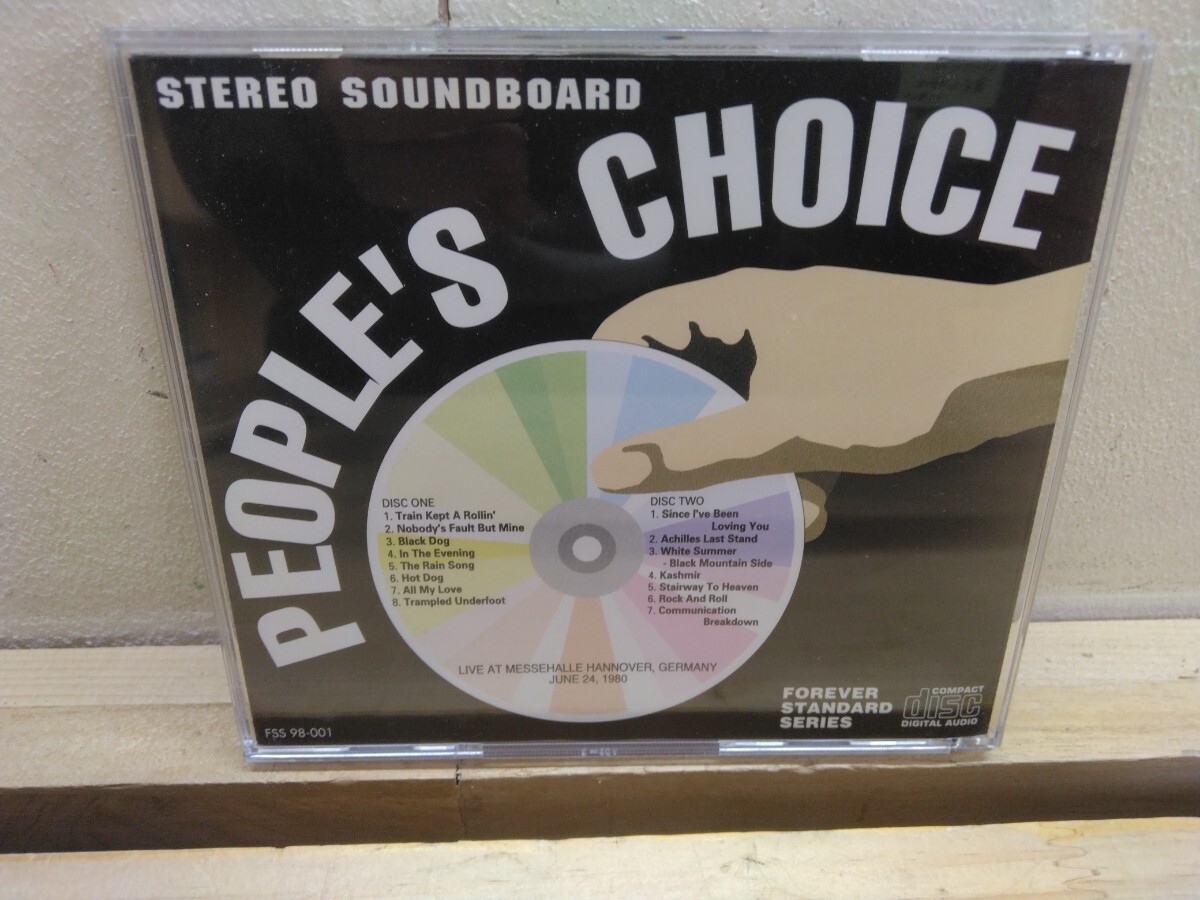 STEREO SOUNDBOARD
PEOPLE'S CHOICE
DISC ONE
1. Train Kept A Rollin'
2. Nobody's Fault But Mine
3. Black Dog
4. In The Evening
5. The Rain Song
6. Hot Dog
7. All My Love
8. Trampled Underfoot
DISC TWO
1. Since I've Been
Loving You
2. Achilles Last Stand
3. White Summer
- Black Mountain Side
4. Kashmir
5. Stairway To Heaven
6. Rock And Roll
7. Communication
Breakdown
LIVE AT MESSEHALLE HANNOVER, GERMANY
JUNE 24, 1980
FOREVER
STANDARD
SERIES
COMPACT
disc
DIGITAL AUDIO
FSS 98-001